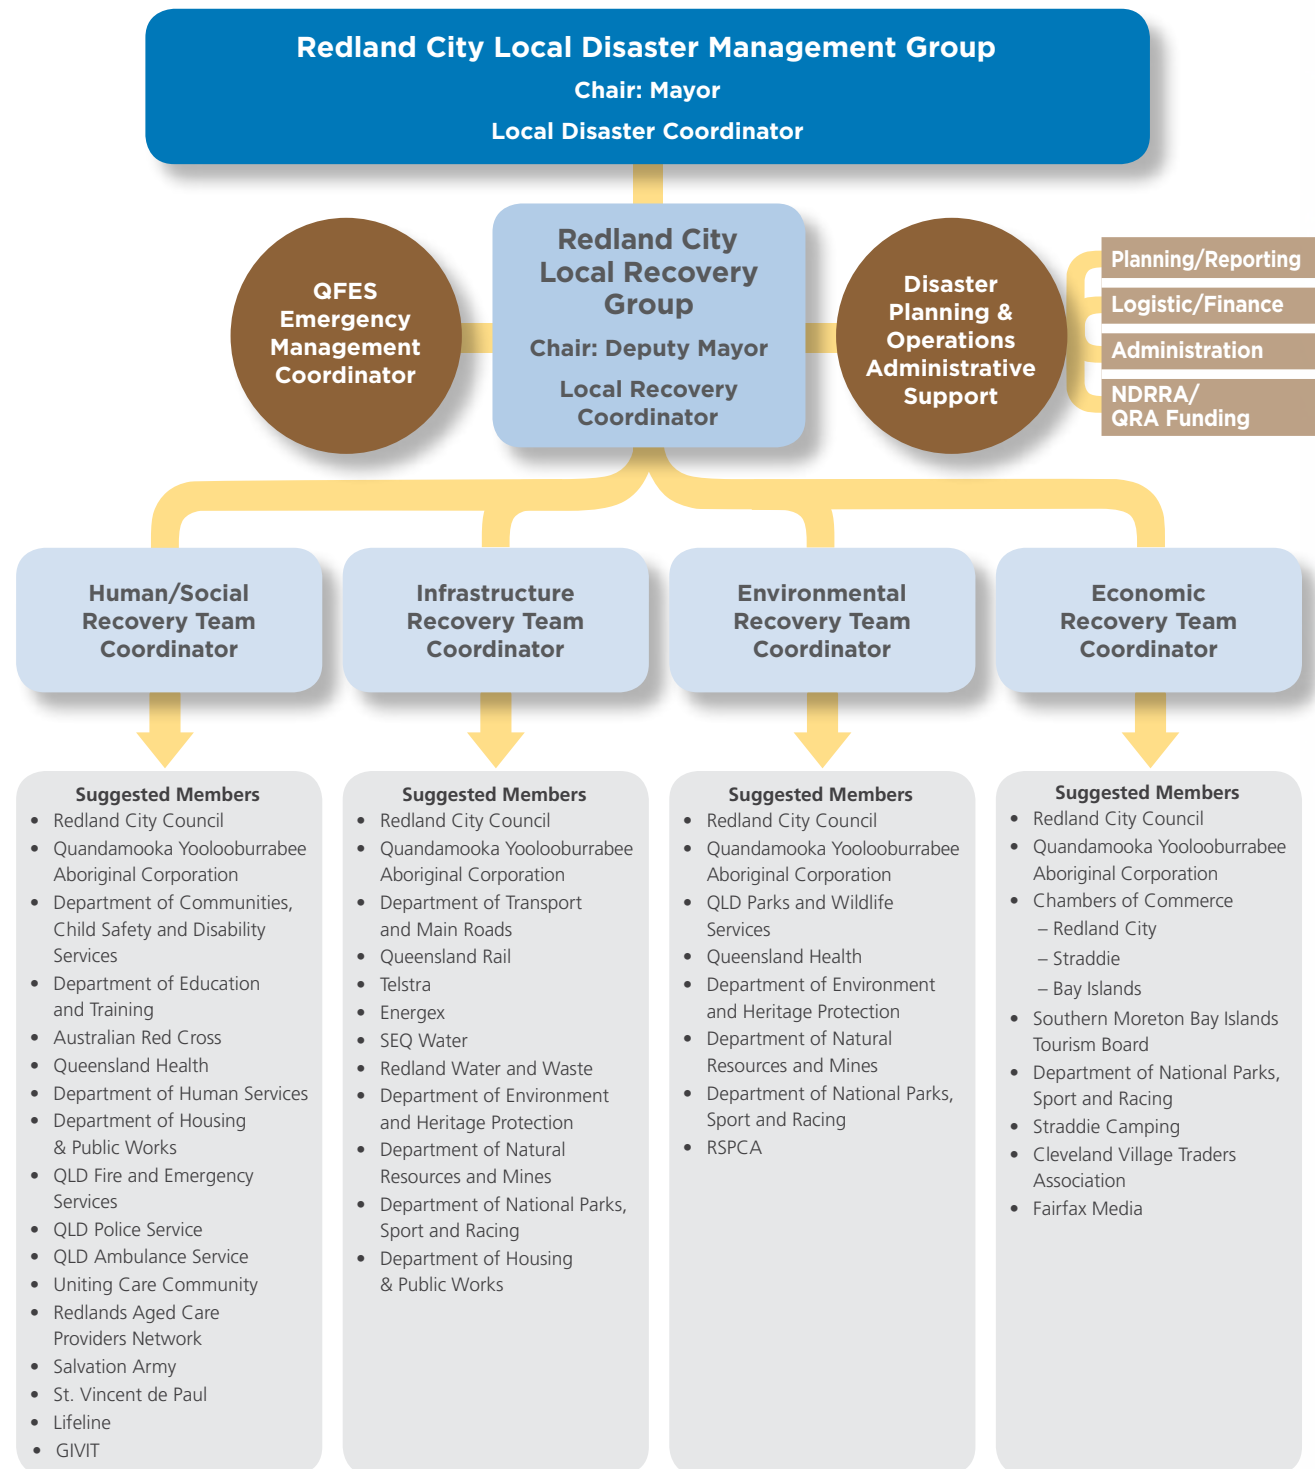 Redland City Local Disaster Management Group
Chair: Mayor
Local Disaster Coordinator
QFES
Emergency
Management
Coordinator
Redland City
Local Recovery
Group
Chair: Deputy Mayor
Local Recovery
Coordinator
Disaster
Planning &
Operations
Administrative
Support
Planning/Reporting
Logistic/Finance
Administration
NDRRA/
QRA Funding
Human/Social
Recovery Team
Coordinator
Infrastructure
Recovery Team
Coordinator
Environmental
Recovery Team
Coordinator
Economic
Recovery Team
Coordinator
Suggested Members
• Redland City Council
• Quandamooka Yoolooburrabee
Aboriginal Corporation
• Department of Communities,
Child Safety and Disability
Services
• Department of Education
and Training
• Australian Red Cross
• Queensland Health
• Department of Human Services
• Department of Housing
& Public Works
• QLD Fire and Emergency
Services
• QLD Police Service
• QLD Ambulance Service
• Uniting Care Community
• Redlands Aged Care
Providers Network
• Salvation Army
• St. Vincent de Paul
• Lifeline
• GIVIT
Suggested Members
• Redland City Council
• Quandamooka Yoolooburrabee
Aboriginal Corporation
• Department of Transport
and Main Roads
• Queensland Rail
• Telstra
• Energex
• SEQ Water
• Redland Water and Waste
• Department of Environment
and Heritage Protection
• Department of Natural
Resources and Mines
• Department of National Parks,
Sport and Racing
• Department of Housing
& Public Works
Suggested Members
• Redland City Council
• Quandamooka Yoolooburrabee
Aboriginal Corporation
• QLD Parks and Wildlife
Services
• Queensland Health
• Department of Environment
and Heritage Protection
• Department of Natural
Resources and Mines
• Department of National Parks,
Sport and Racing
• RSPCA
Suggested Members
• Redland City Council
• Quandamooka Yoolooburrabee
Aboriginal Corporation
• Chambers of Commerce
– Redland City
– Straddie
– Bay Islands
• Southern Moreton Bay Islands
Tourism Board
• Department of National Parks,
Sport and Racing
• Straddie Camping
• Cleveland Village Traders
Association
• Fairfax Media